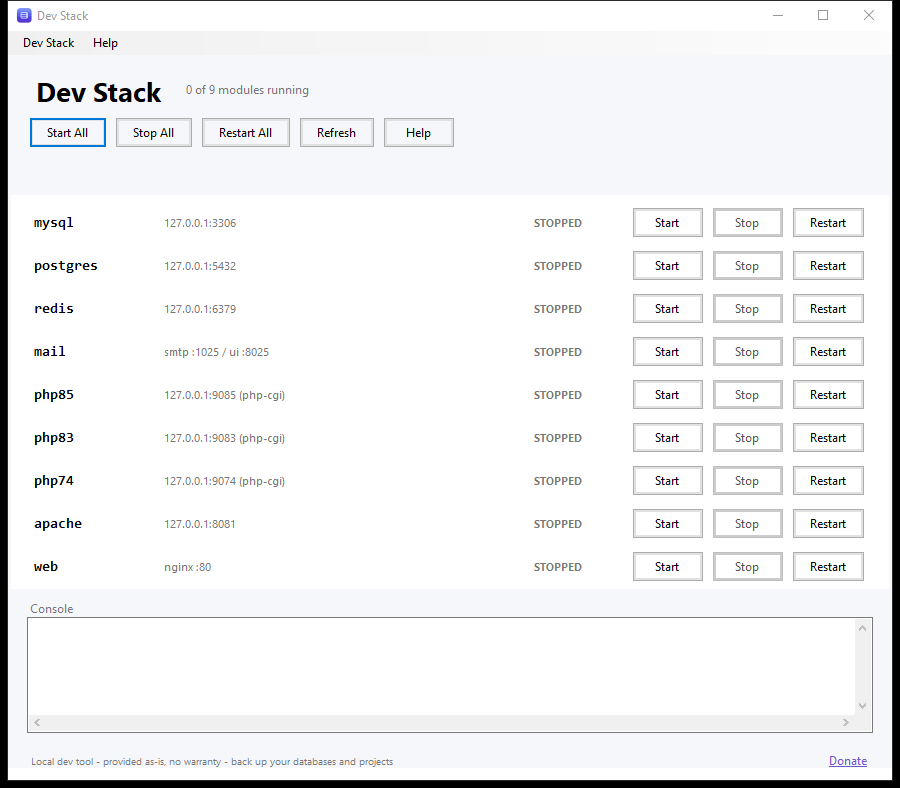 Dev Stack
Dev Stack Help
Dev Stack 0 of 9 modules running
Start All Stop All Restart All Refresh Help
mysql 127.0.0.1:3306 STOPPED Start Stop Restart
postgres 127.0.0.1:5432 STOPPED Start Stop Restart
redis 127.0.0.1:6379 STOPPED Start Stop Restart
mail smtp :1025 / ui :8025 STOPPED Start Stop Restart
php85 127.0.0.1:9085 (php-cgi) STOPPED Start Stop Restart
php83 127.0.0.1:9083 (php-cgi) STOPPED Start Stop Restart
php74 127.0.0.1:9074 (php-cgi) STOPPED Start Stop Restart
apache 127.0.0.1:8081 STOPPED Start Stop Restart
web nginx :80 STOPPED Start Stop Restart
Console
Local dev tool - provided as-is, no warranty - back up your databases and projects Donate